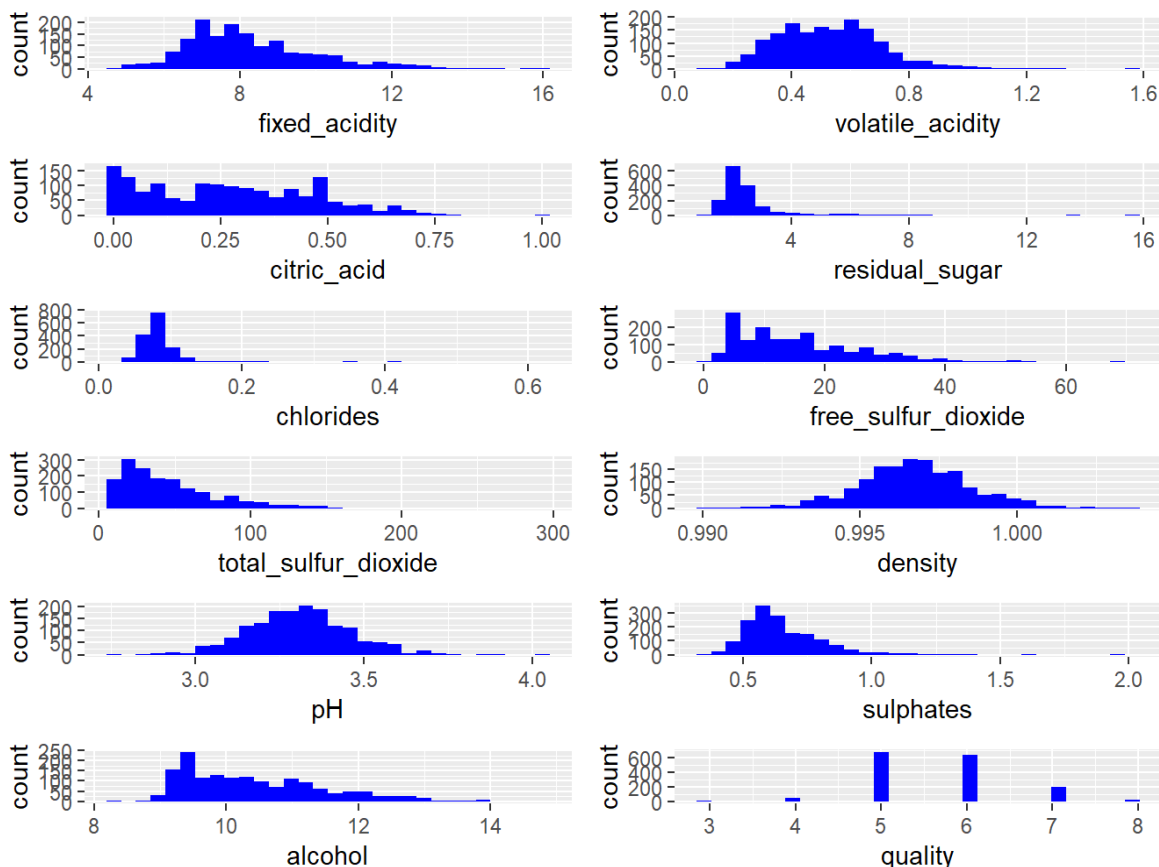 count
200
150
100
50
0
4 8 12 16
fixed_acidity
count
200
150
100
50
0
0.0 0.4 0.8 1.2 1.6
volatile_acidity
count
150
100
50
0
0.00 0.25 0.50 0.75 1.00
citric_acid
count
600
400
200
0
4 8 12 16
residual_sugar
count
800
600
400
200
0
0.0 0.2 0.4 0.6
chlorides
count
200
100
0
0 20 40 60
free_sulfur_dioxide
count
300
200
100
0
0 100 200 300
total_sulfur_dioxide
count
150
100
50
0
0.990 0.995 1.000
density
count
200
150
100
50
0
3.0 3.5 4.0
pH
count
300
200
100
0
0.5 1.0 1.5 2.0
sulphates
count
250
200
150
100
50
0
8 10 12 14
alcohol
count
600
400
200
0
3 4 5 6 7 8
quality